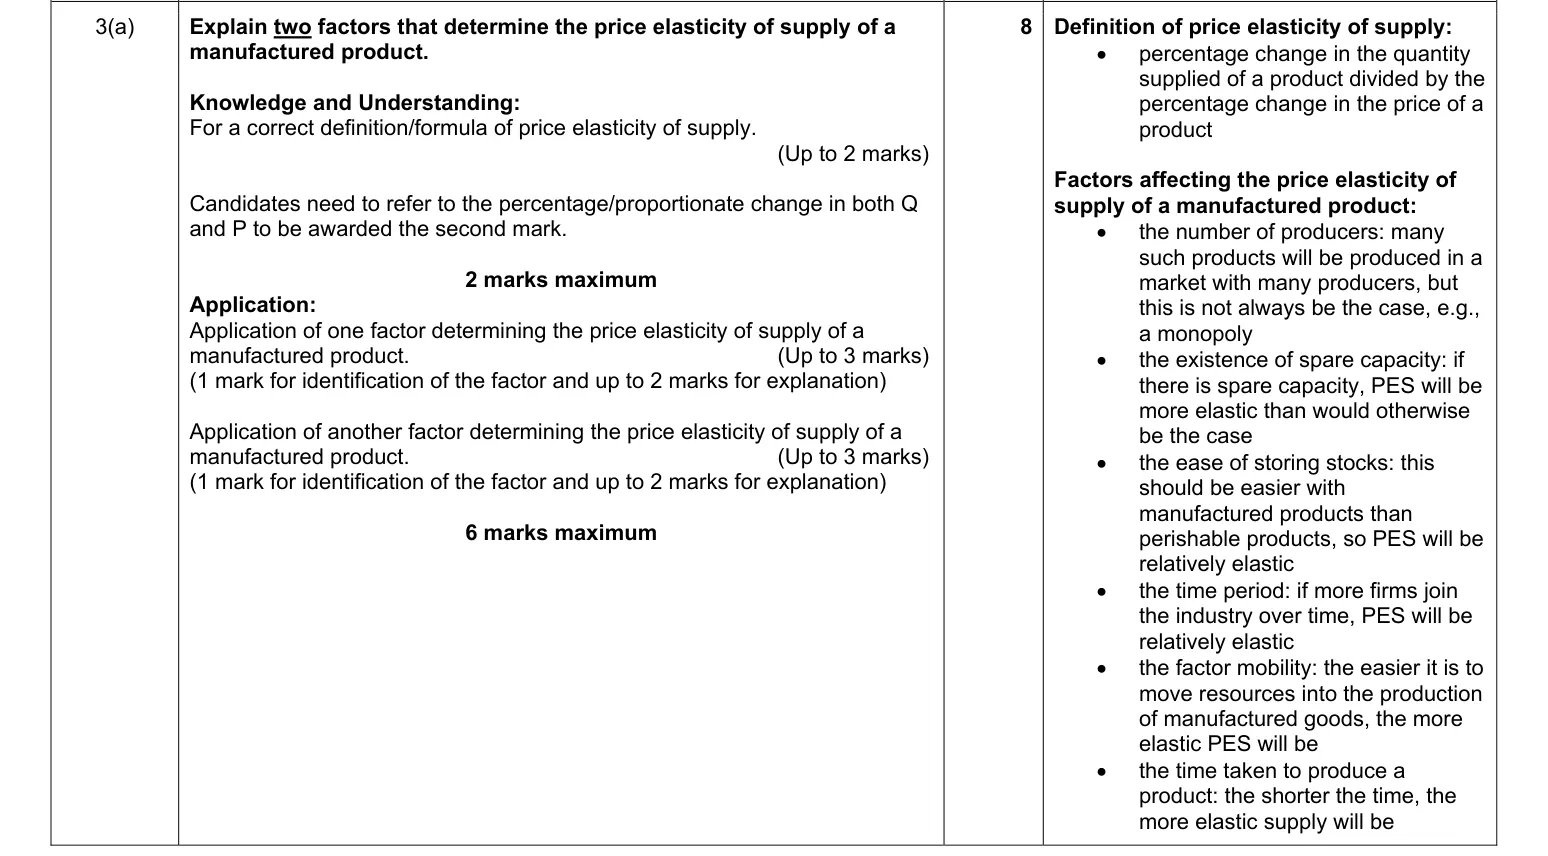 3(a)
Explain two factors that determine the price elasticity of supply of a
manufactured product.
Knowledge and Understanding:
For a correct definition/formula of price elasticity of supply.
(Up to 2 marks)
Candidates need to refer to the percentage/proportionate change in both Q
and P to be awarded the second mark.
2 marks maximum
Application:
Application of one factor determining the price elasticity of supply of a
manufactured product. (Up to 3 marks)
(1 mark for identification of the factor and up to 2 marks for explanation)
Application of another factor determining the price elasticity of supply of a
manufactured product. (Up to 3 marks)
(1 mark for identification of the factor and up to 2 marks for explanation)
6 marks maximum
8
Definition of price elasticity of supply:
• percentage change in the quantity
supplied of a product divided by the
percentage change in the price of a
product
Factors affecting the price elasticity of
supply of a manufactured product:
• the number of producers: many
such products will be produced in a
market with many producers, but
this is not always be the case, e.g.,
a monopoly
• the existence of spare capacity: if
there is spare capacity, PES will be
more elastic than would otherwise
be the case
• the ease of storing stocks: this
should be easier with
manufactured products than
perishable products, so PES will be
relatively elastic
• the time period: if more firms join
the industry over time, PES will be
relatively elastic
• the factor mobility: the easier it is to
move resources into the production
of manufactured goods, the more
elastic PES will be
• the time taken to produce a
product: the shorter the time, the
more elastic supply will be